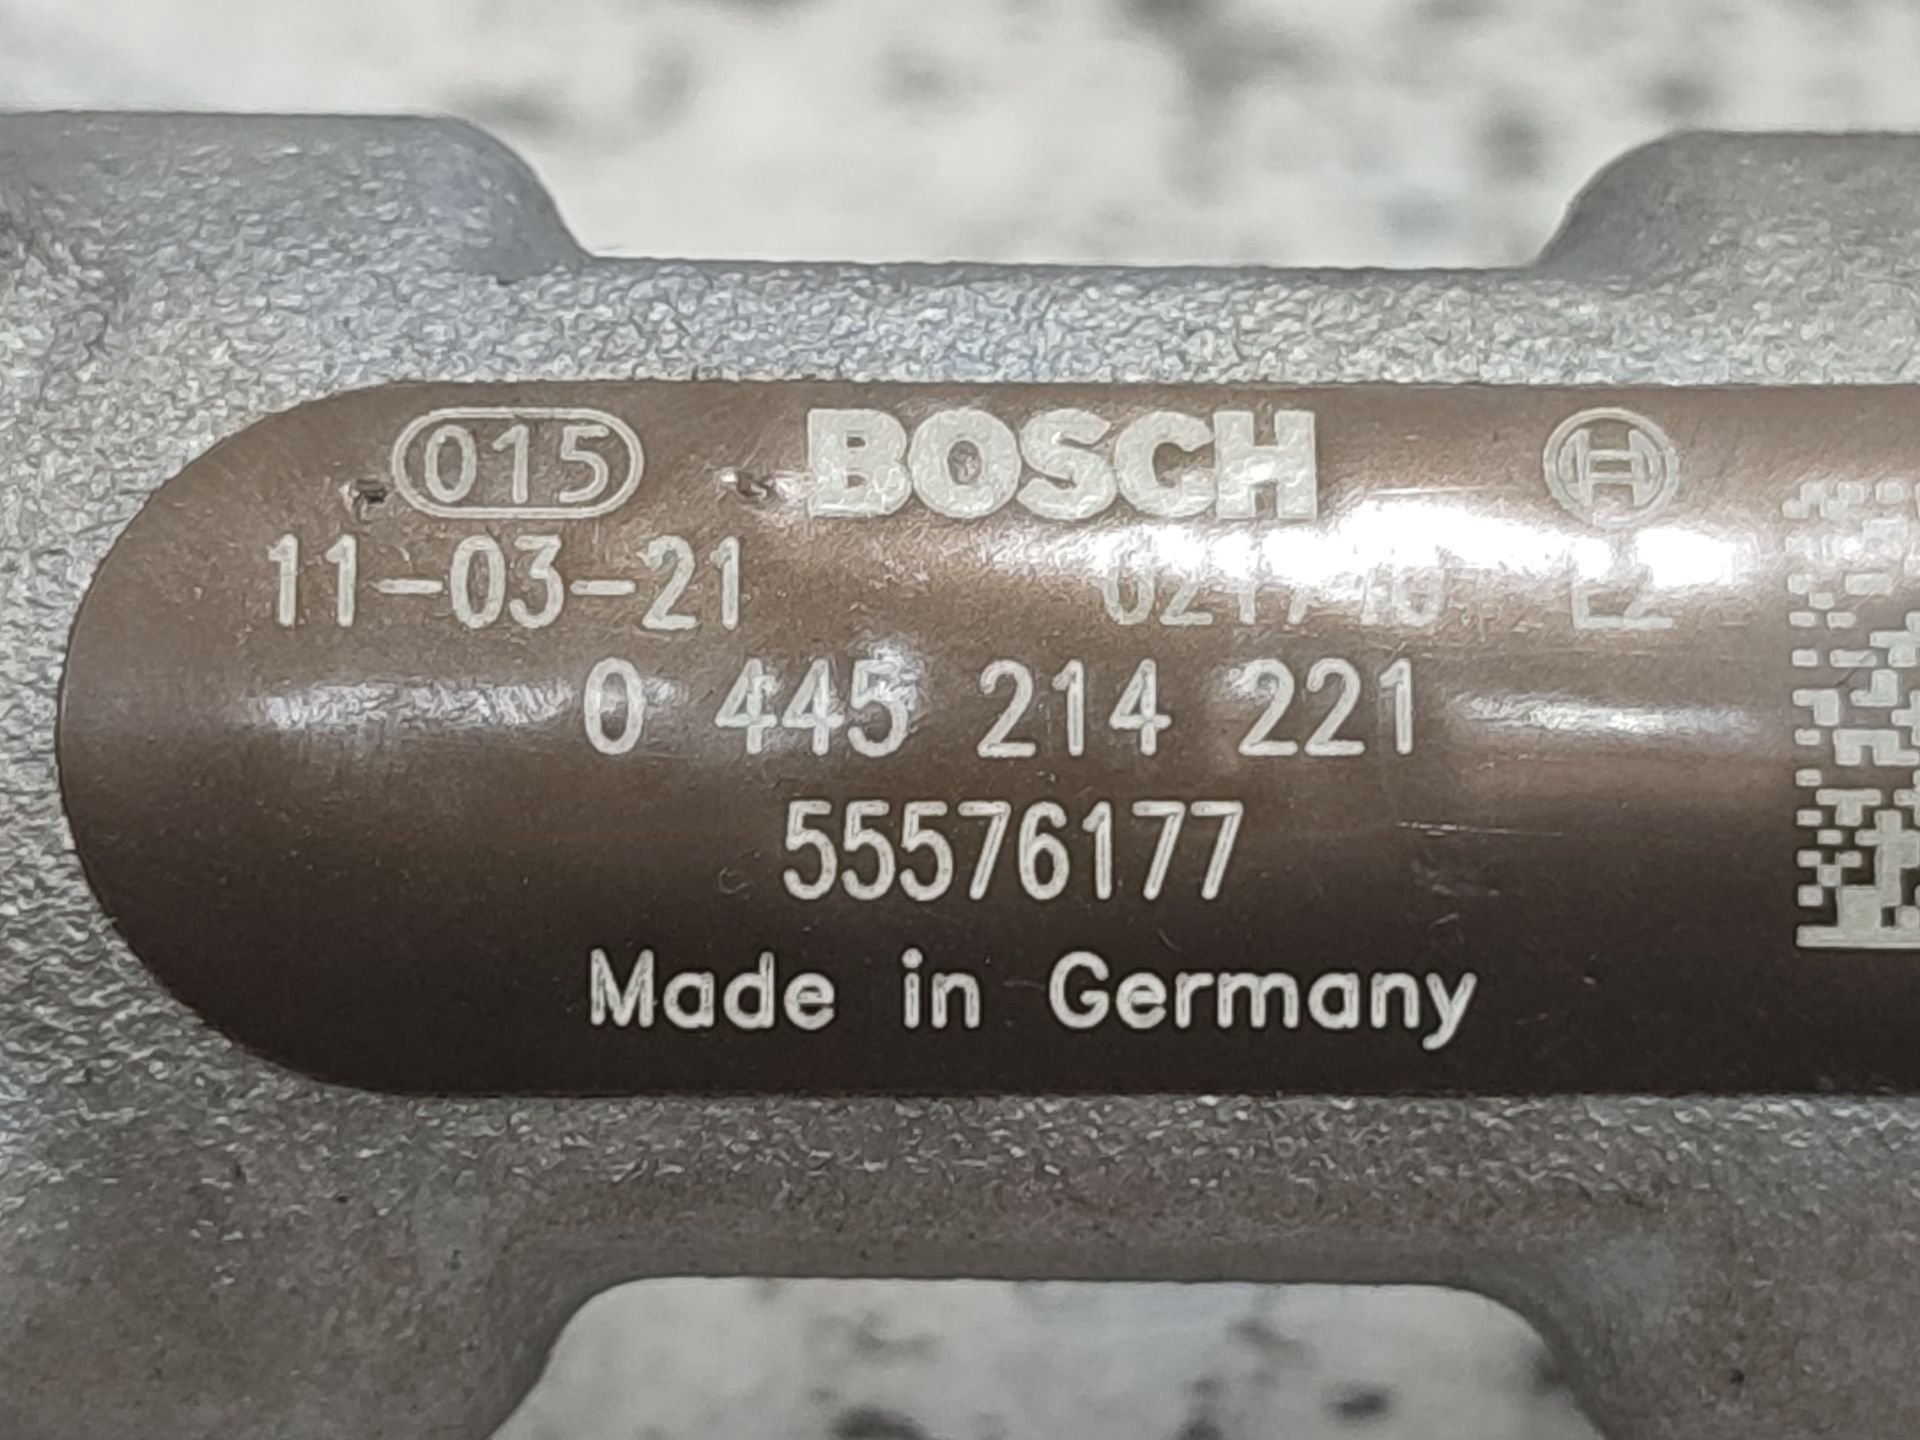 015 BOSCH
11-03-21
0 445 214 221
55576177
Made in Germany